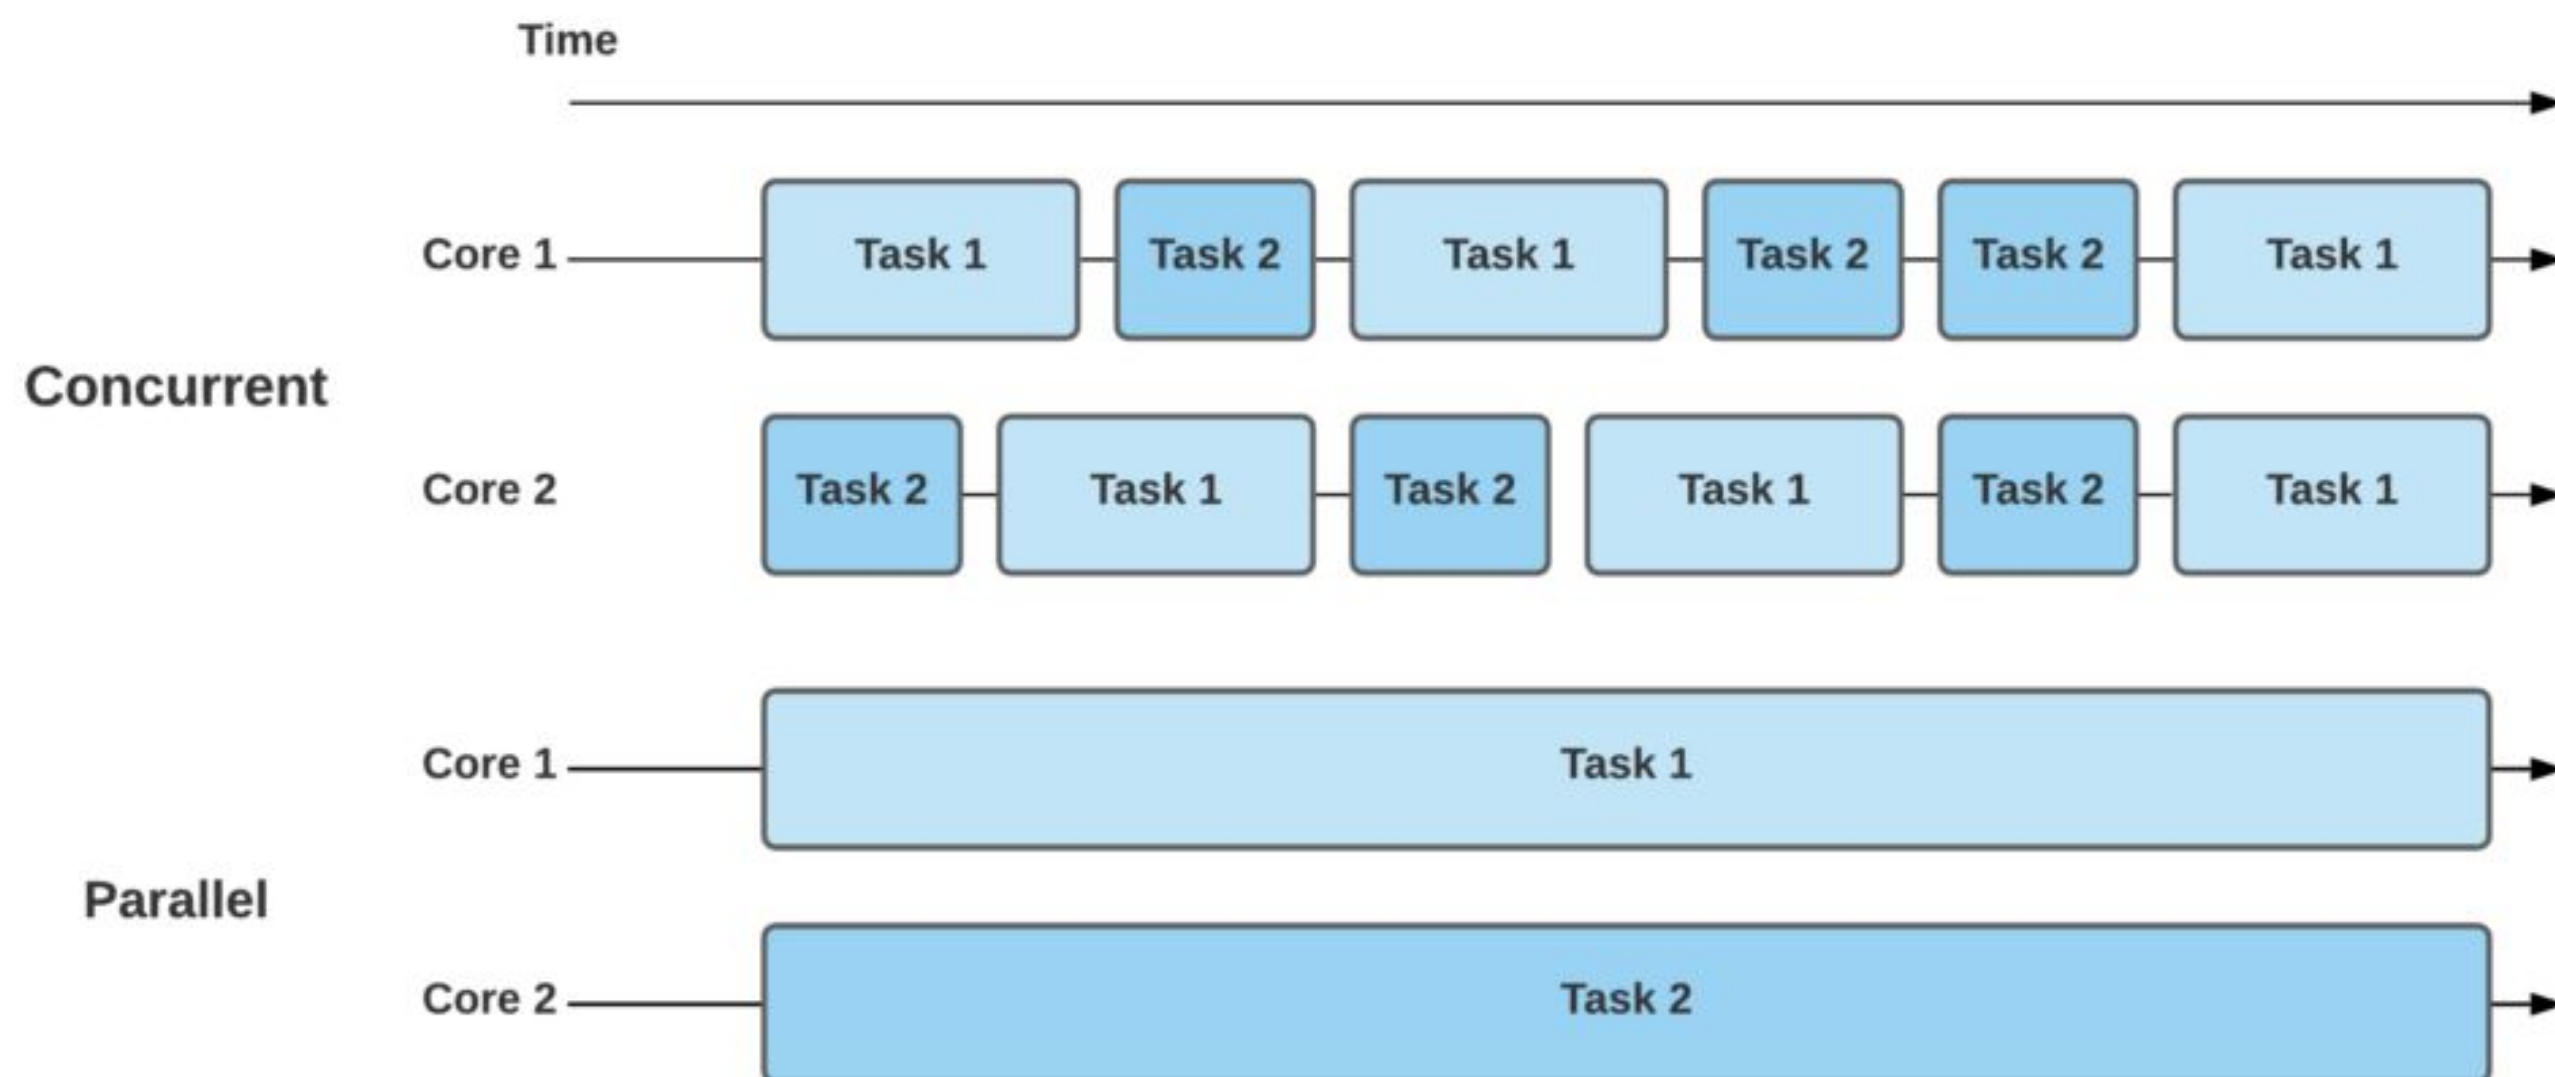 Time
Core 1 Task 1 Task 2 Task 1 Task 2 Task 2 Task 1
Concurrent
Core 2 Task 2 Task 1 Task 2 Task 1 Task 2 Task 1
Core 1 Task 1
Parallel
Core 2 Task 2